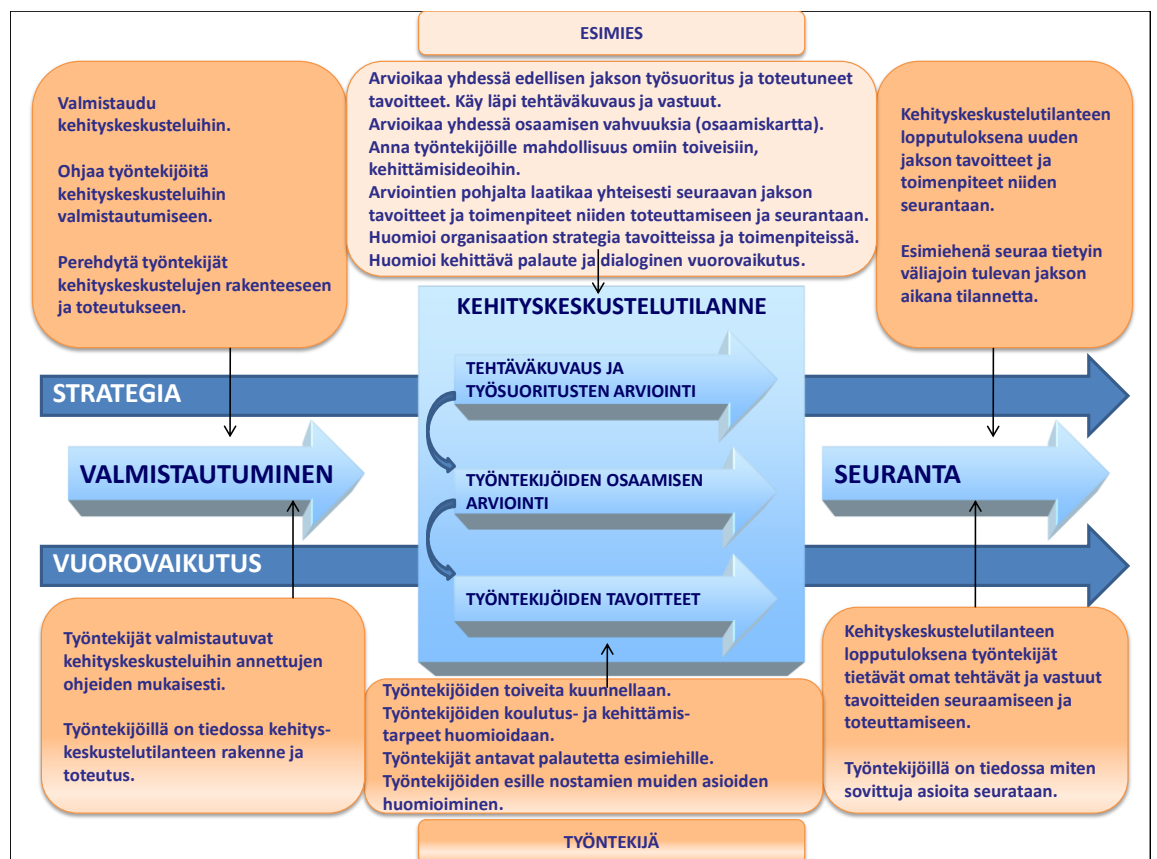 ESIMIES
Valmistaudu
kehityskeskusteluihin.
Ohjaa työntekijöitä
kehityskeskusteluihin
valmistautumiseen.
Perehdytä työntekijät
kehityskeskustelujen rakenteeseen
ja toteutukseen.
Arvioikaa yhdessä edellisen jakson työsuoritus ja toteutuneet
tavoitteet. Käy läpi tehtäväkuvaus ja vastuut.
Arvioikaa yhdessä osaamisen vahvuuksia (osaamiskartta).
Anna työntekijöille mahdollisuus omiin toiveisiin,
kehittämisideoihin.
Arviointien pohjalta laatikaa yhteisesti seuraavan jakson
tavoitteet ja toimenpiteet niiden toteuttamiseen ja seurantaan.
Huomioi organisaation strategia tavoitteissa ja toimenpiteissä.
Huomioi kehittävä palaute ja dialoginen vuorovaikutus.
Kehityskeskustelutilanteen
lopputuloksena uuden
jakson tavoitteet ja
toimenpiteet niiden
seurantaan.
Esimiehenä seuraa tietyin
väliajoin tulevan jakson
aikana tilannetta.
KEHITYSKESKUSTELUTILANNE
STRATEGIA
TEHTÄVÄKUVAUS JA
TYÖSUORITUSTEN ARVIOINTI
VALMISTAUTUMINEN
TYÖNTEKIJÖIDEN OSAAMISEN
ARVIOINTI
SEURANTA
VUOROVAIKUTUS
TYÖNTEKIJÖIDEN TAVOITTEET
Työntekijät valmistautuvat
kehityskeskusteluihin annettujen
ohjeiden mukaisesti.
Työntekijöillä on tiedossa kehitys-
keskustelutilanteen rakenne ja
toteutus.
Työntekijöiden toiveita kuunnellaan.
Työntekijöiden koulutus- ja kehittämis-
tarpeet huomioidaan.
Työntekijät antavat palautetta esimiehille.
Työntekijöiden esille nostamien muiden asioiden
huomioiminen.
Kehityskeskustelutilanteen
lopputuloksena työntekijät
tietävät omat tehtävät ja vastuut
tavoitteiden seuraamiseen ja
toteuttamiseen.
Työntekijöillä on tiedossa miten
sovittuja asioita seurataan.
TYÖNTEKIJÄ